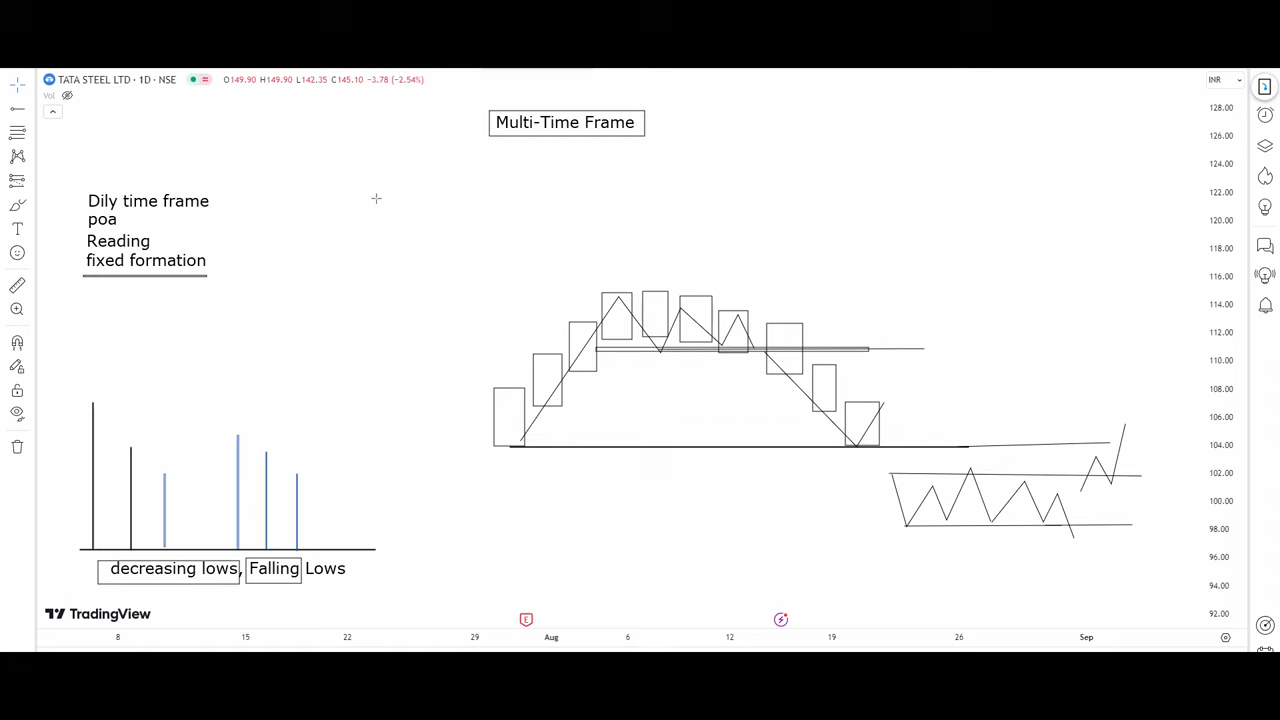 TATA STEEL LTD · 1D · NSE
O149.90 H149.90 L142.35 C145.10 −3.78 (−2.54%)
INR
Vol
Multi-Time Frame
Dily time frame
poa
Reading
fixed formation
128.00
126.00
124.00
122.00
120.00
118.00
116.00
114.00
112.00
110.00
108.00
106.00
104.00
102.00
100.00
98.00
96.00
94.00
92.00
decreasing lows, Falling Lows
TradingView
E
8 15 22 29 Aug 6 12 19 26 Sep